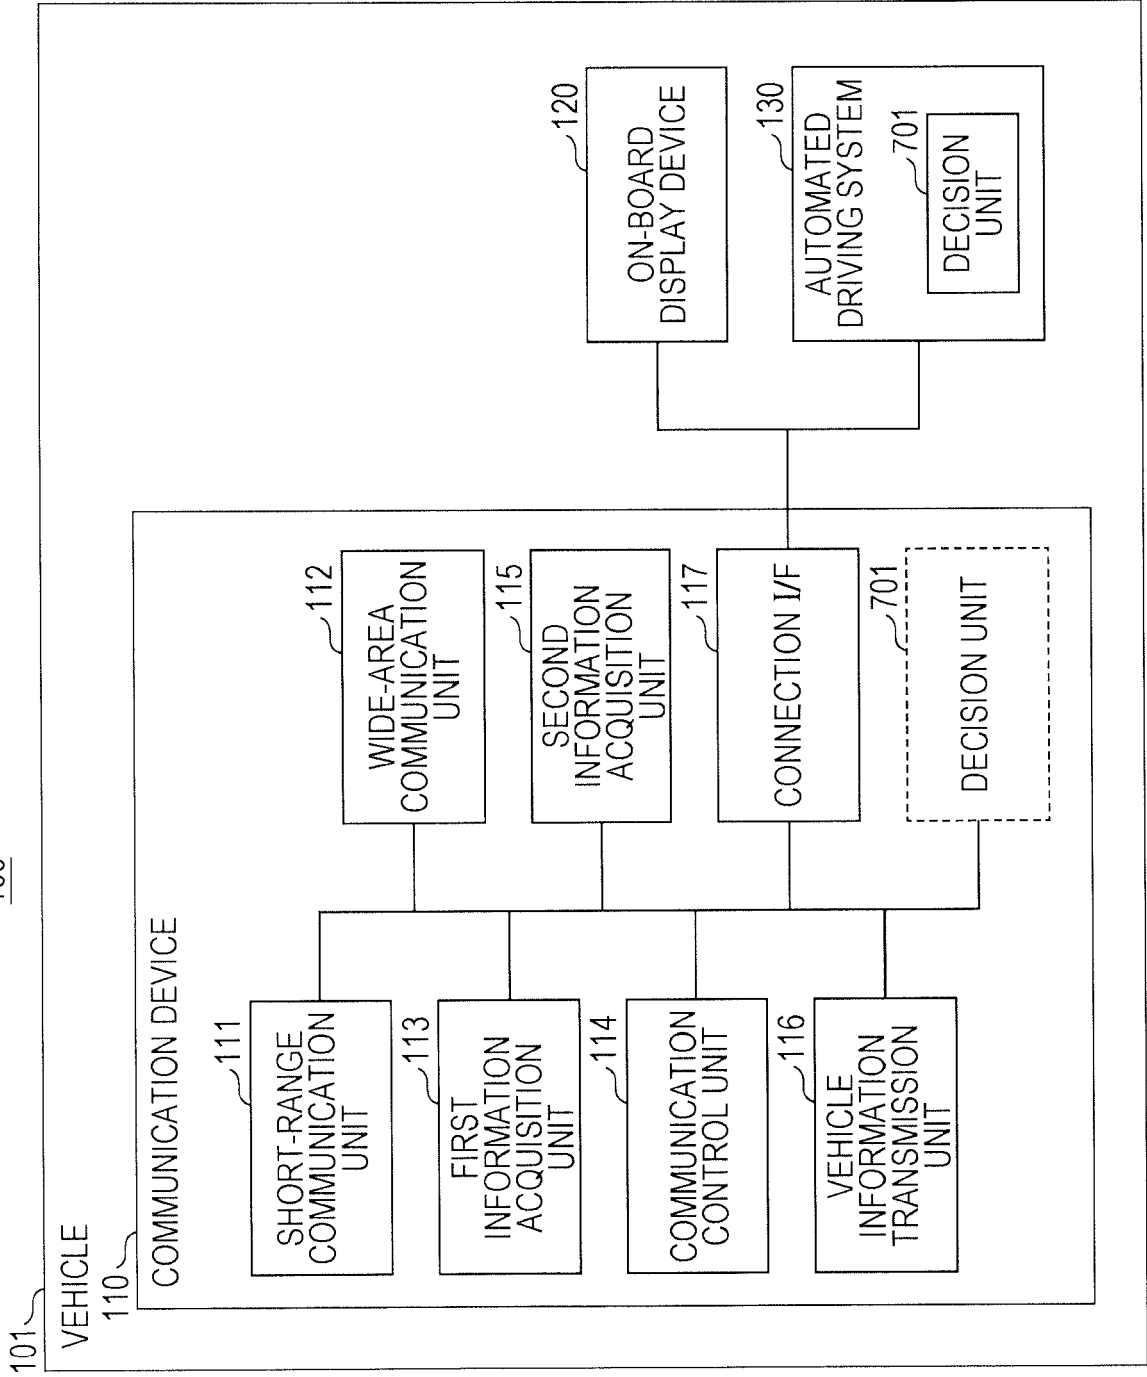 101
VEHICLE
110
COMMUNICATION DEVICE
111
SHORT-RANGE
COMMUNICATION
UNIT
112
WIDE-AREA
COMMUNICATION
UNIT
113
FIRST
INFORMATION
ACQUISITION
UNIT
115
SECOND
INFORMATION
ACQUISITION
UNIT
114
COMMUNICATION
CONTROL UNIT
117
CONNECTION I/F
116
VEHICLE
INFORMATION
TRANSMISSION
UNIT
701
DECISION UNIT
120
ON-BOARD
DISPLAY DEVICE
130
AUTOMATED
DRIVING SYSTEM
701
DECISION
UNIT